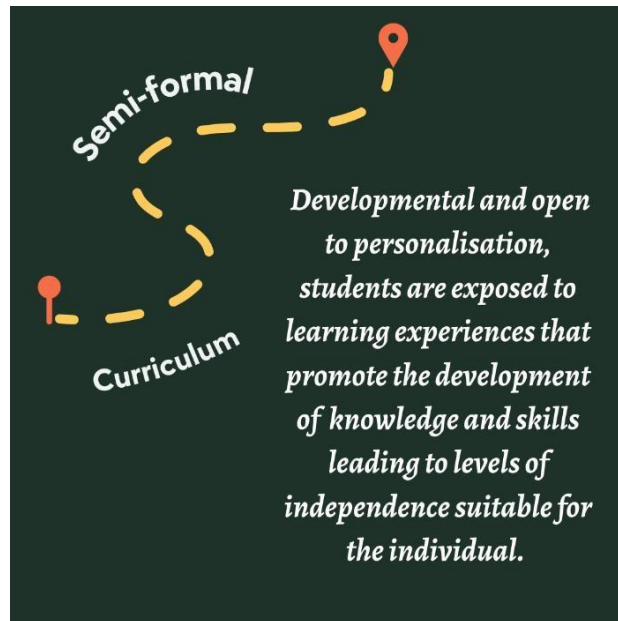 Semi-formal
Curriculum
Developmental and open
to personalisation,
students are exposed to
learning experiences that
promote the development
of knowledge and skills
leading to levels of
independence suitable for
the individual.